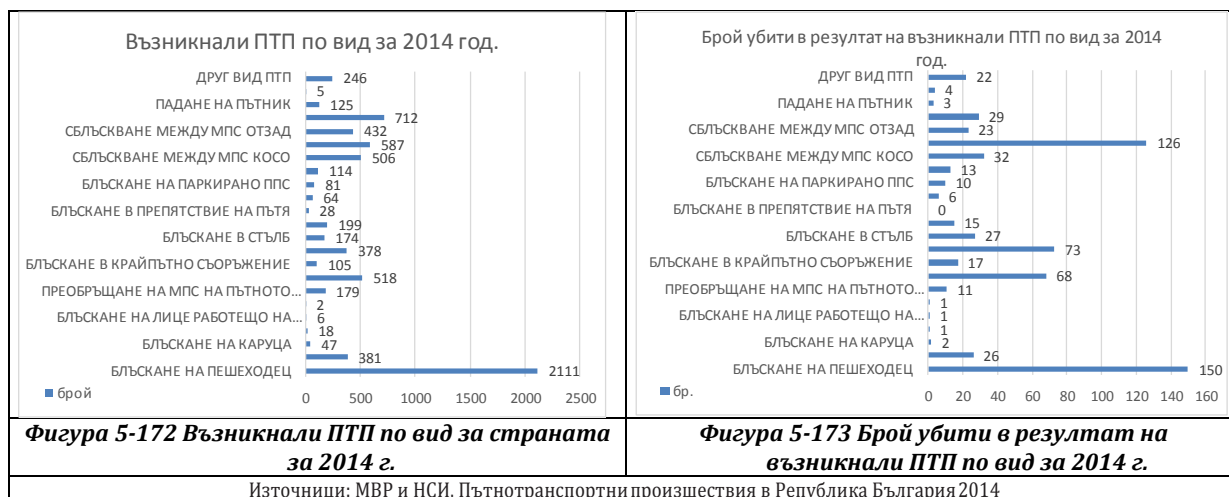 Възникнали ПТП по вид за 2014 год.
ДРУГ ВИД ПТП 246
5
ПАДАНЕ НА ПЪТНИК 125
712
СБЛЪСКВАНЕ МЕЖДУ МПС ОТЗАД 432
587
СБЛЪСКВАНЕ МЕЖДУ МПС КОСО 506
114
БЛЪСКАНЕ НА ПАРКИРАНО ППС 81
64
БЛЪСКАНЕ В ПРЕПЯТСТВИЕ НА ПЪТЯ 28
199
БЛЪСКАНЕ В СТЪЛБ 174
378
БЛЪСКАНЕ В КРАЙПЪТНО СЪОРЪЖЕНИЕ 105
518
ПРЕОБРЪЩАНЕ НА МПС НА ПЪТНОТО... 179
2
БЛЪСКАНЕ НА ЛИЦЕ РАБОТЕЩО НА... 6
18
БЛЪСКАНЕ НА КАРУЦА 47
381
БЛЪСКАНЕ НА ПЕШЕХОДЕЦ 2111
брой
0 500 1000 1500 2000 2500
Фигура 5-172 Възникнали ПТП по вид за страната
за 2014 г.
Брой убити в резултат на възникнали ПТП по вид за 2014
год.
ДРУГ ВИД ПТП 22
4
ПАДАНЕ НА ПЪТНИК 3
29
СБЛЪСКВАНЕ МЕЖДУ МПС ОТЗАД 23
126
СБЛЪСКВАНЕ МЕЖДУ МПС КОСО 32
13
БЛЪСКАНЕ НА ПАРКИРАНО ППС 10
6
БЛЪСКАНЕ В ПРЕПЯТСТВИЕ НА ПЪТЯ 0
15
БЛЪСКАНЕ В СТЪЛБ 27
73
БЛЪСКАНЕ В КРАЙПЪТНО СЪОРЪЖЕНИЕ 17
68
ПРЕОБРЪЩАНЕ НА МПС НА ПЪТНОТО... 11
1
БЛЪСКАНЕ НА ЛИЦЕ РАБОТЕЩО НА... 1
1
БЛЪСКАНЕ НА КАРУЦА 2
26
БЛЪСКАНЕ НА ПЕШЕХОДЕЦ 150
бр.
0 20 40 60 80 100 120 140 160
Фигура 5-173 Брой убити в резултат на
възникнали ПТП по вид за 2014 г.
Източници: МВР и НСИ. Пътнотранспортни произшествия в Република България 2014